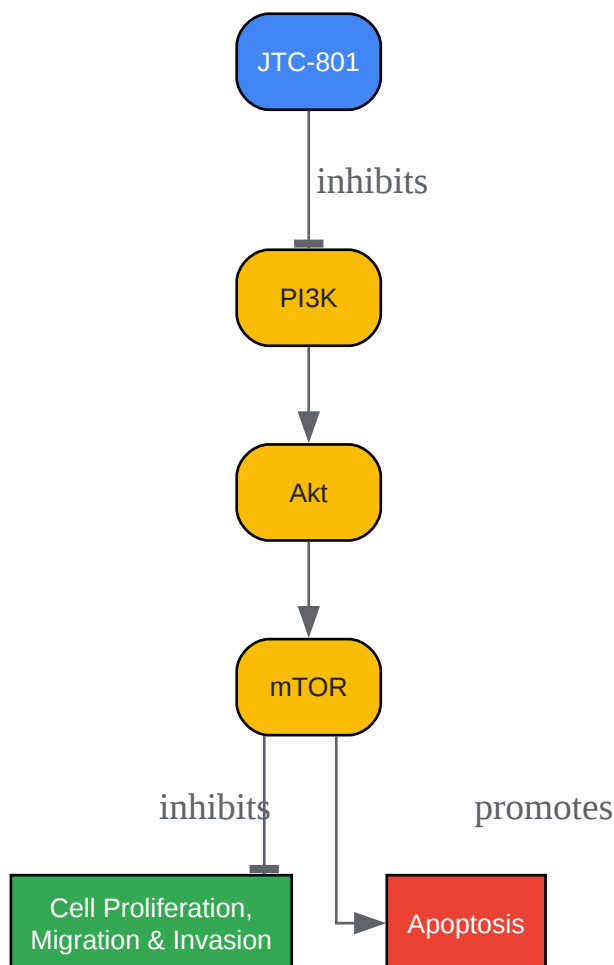 JTC-801
inhibits
PI3K
Akt
mTOR
inhibits
promotes
Cell Proliferation,
Migration & Invasion
Apoptosis